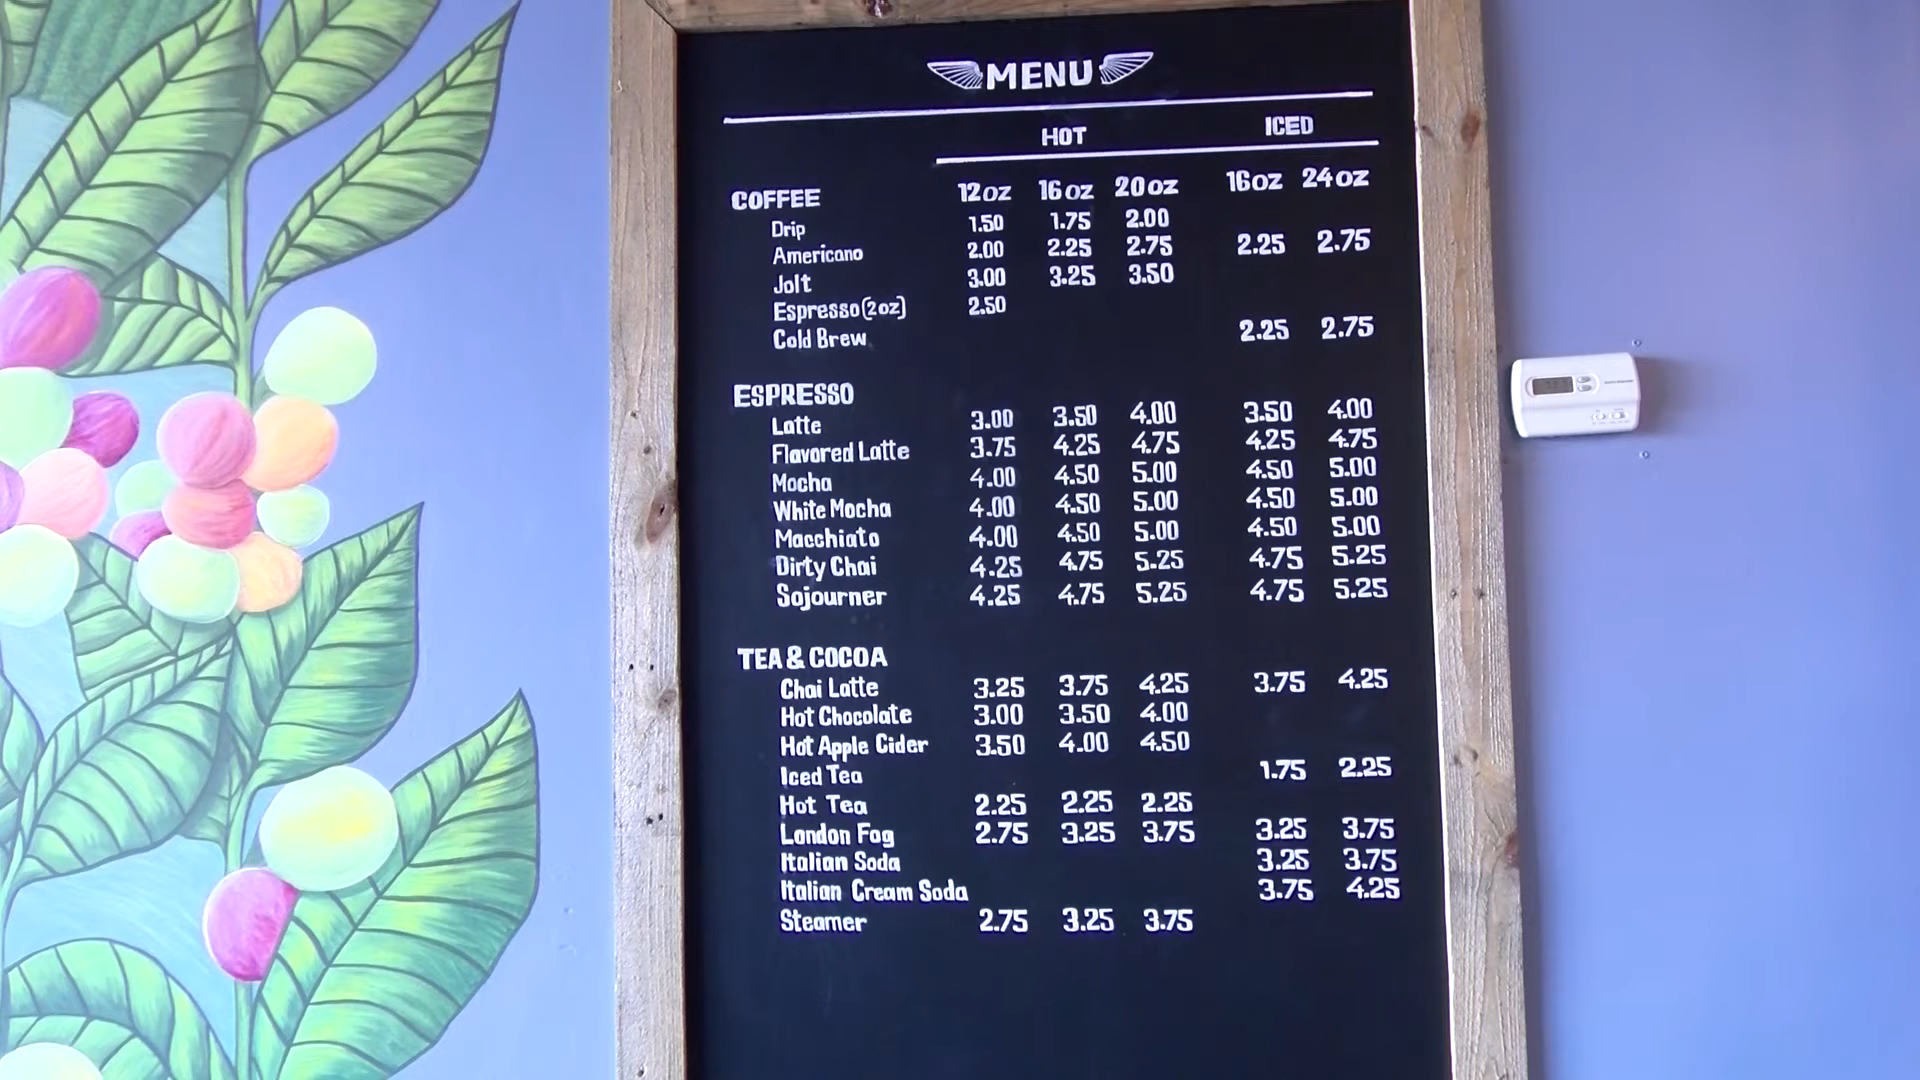 MENU
HOT ICED
COFFEE 12oz 16oz 20oz 16oz 24oz
Drip 1.50 1.75 2.00
Americano 2.00 2.25 2.75 2.25 2.75
Jolt 3.00 3.25 3.50
Espresso(2oz) 2.50
Cold Brew 2.25 2.75
ESPRESSO
Latte 3.00 3.50 4.00 3.50 4.00
Flavored Latte 3.75 4.25 4.75 4.25 4.75
Mocha 4.00 4.50 5.00 4.50 5.00
White Mocha 4.00 4.50 5.00 4.50 5.00
Macchiato 4.00 4.50 5.00 4.50 5.00
Dirty Chai 4.25 4.75 5.25 4.75 5.25
Sojourner 4.25 4.75 5.25 4.75 5.25
TEA & COCOA
Chai Latte 3.25 3.75 4.25 3.75 4.25
Hot Chocolate 3.00 3.50 4.00
Hot Apple Cider 3.50 4.00 4.50
Iced Tea 1.75 2.25
Hot Tea 2.25 2.25 2.25
London Fog 2.75 3.25 3.75 3.25 3.75
Italian Soda 3.25 3.75
Italian Cream Soda 3.75 4.25
Steamer 2.75 3.25 3.75